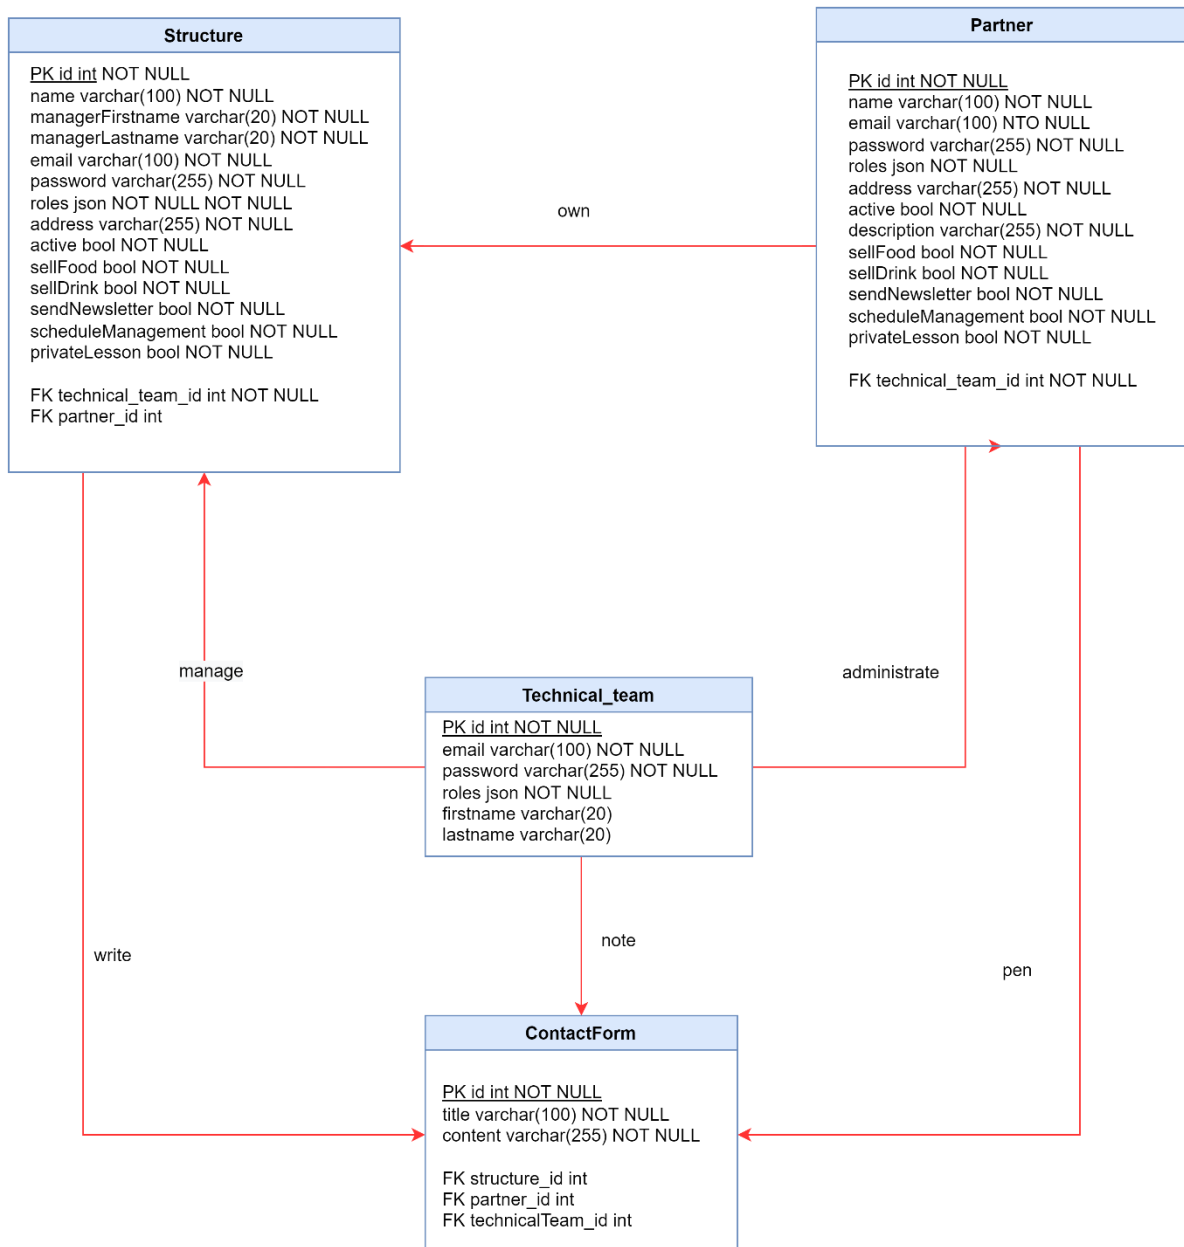 Structure
PK id int NOT NULL
name varchar(100) NOT NULL
managerFirstname varchar(20) NOT NULL
managerLastname varchar(20) NOT NULL
email varchar(100) NOT NULL
password varchar(255) NOT NULL
roles json NOT NULL NOT NULL
address varchar(255) NOT NULL
active bool NOT NULL
sellFood bool NOT NULL
sellDrink bool NOT NULL
sendNewsletter bool NOT NULL
scheduleManagement bool NOT NULL
privateLesson bool NOT NULL
FK technical_team_id int NOT NULL
FK partner_id int
own
Partner
PK id int NOT NULL
name varchar(100) NOT NULL
email varchar(100) NTO NULL
password varchar(255) NOT NULL
roles json NOT NULL
address varchar(255) NOT NULL
active bool NOT NULL
description varchar(255) NOT NULL
sellFood bool NOT NULL
sellDrink bool NOT NULL
sendNewsletter bool NOT NULL
scheduleManagement bool NOT NULL
privateLesson bool NOT NULL
FK technical_team_id int NOT NULL
manage
administrate
Technical_team
PK id int NOT NULL
email varchar(100) NOT NULL
password varchar(255) NOT NULL
roles json NOT NULL
firstname varchar(20)
lastname varchar(20)
write
note
pen
ContactForm
PK id int NOT NULL
title varchar(100) NOT NULL
content varchar(255) NOT NULL
FK structure_id int
FK partner_id int
FK technicalTeam_id int